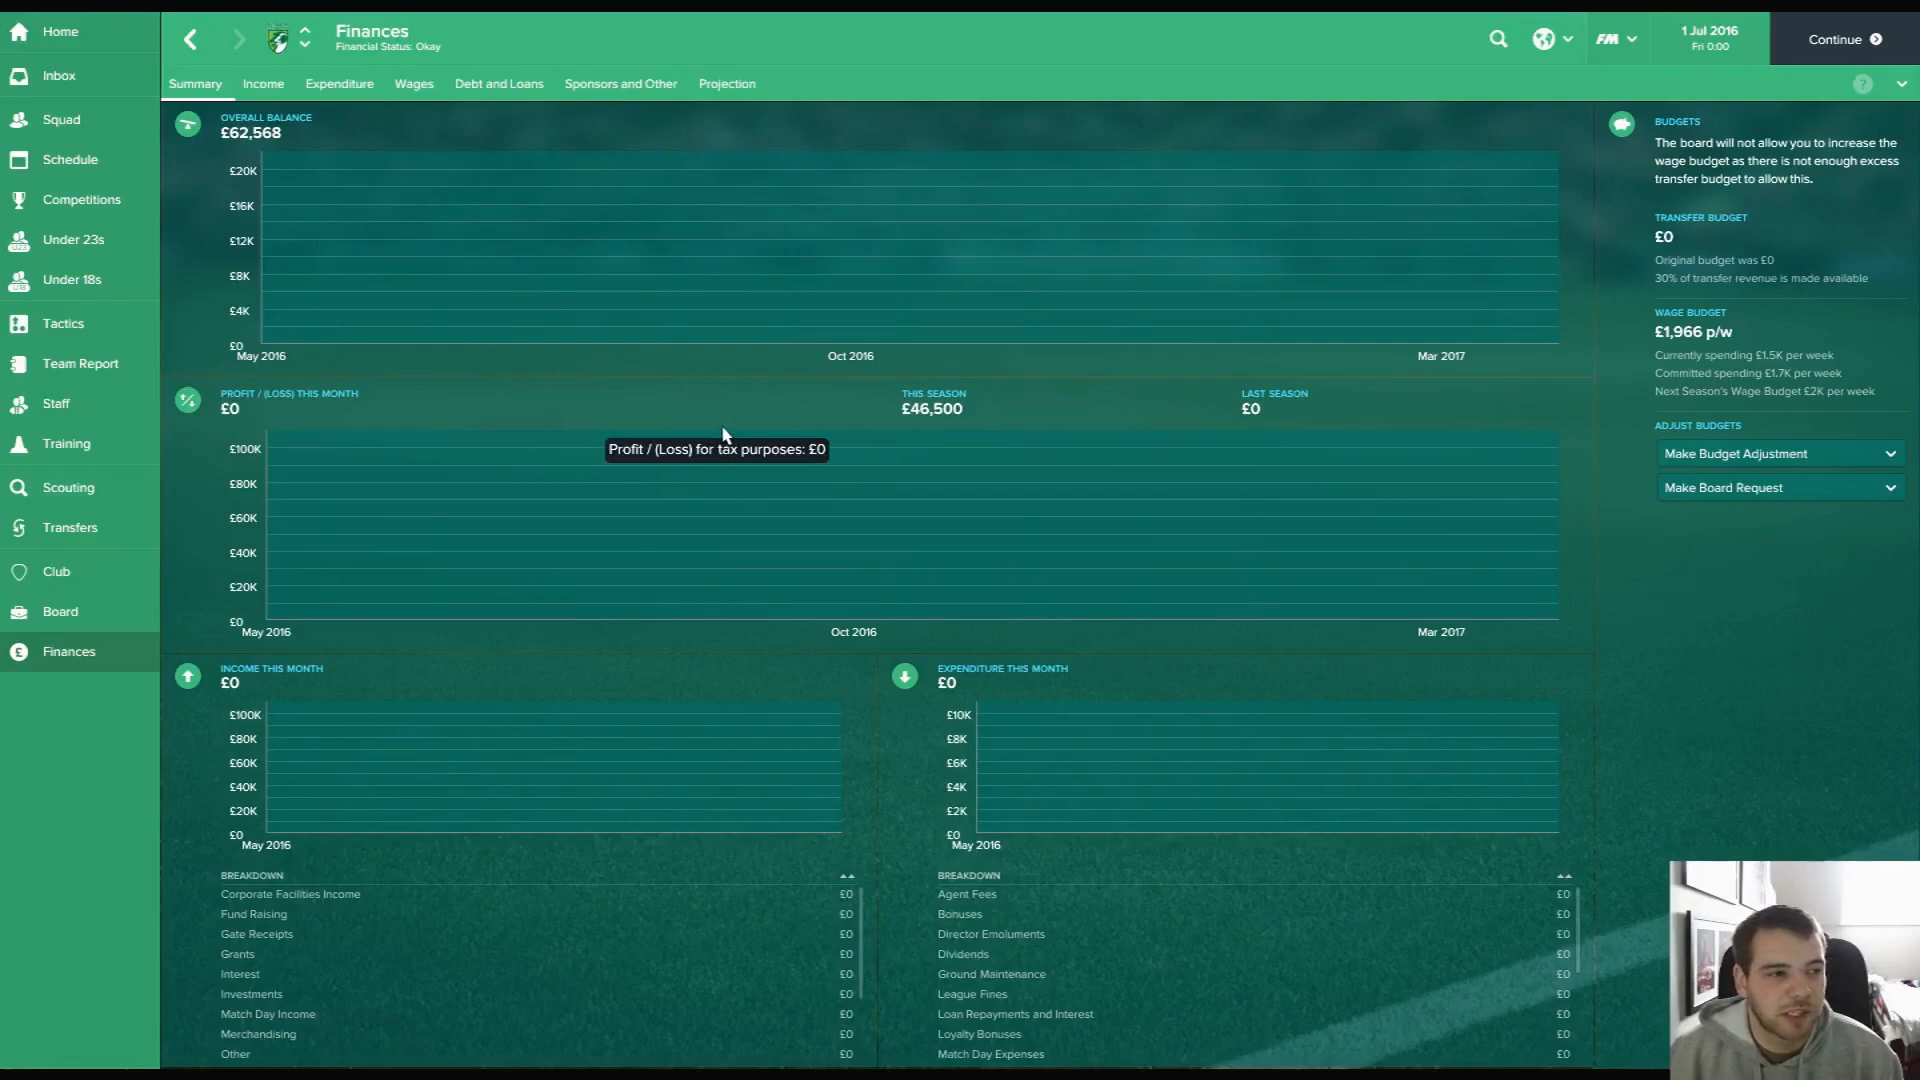 Home
Inbox
Squad
Schedule
Competitions
Under 23s
Under 18s
Tactics
Team Report
Staff
Training
Scouting
Transfers
Club
Board
Finances
Finances
Financial Status: Okay
FM
1 Jul 2016
Fri 0:00
Continue
Summary Income Expenditure Wages Debt and Loans Sponsors and Other Projection
?
OVERALL BALANCE
£62,568
£20K
£16K
£12K
£8K
£4K
£0
May 2016 Oct 2016 Mar 2017
PROFIT / (LOSS) THIS MONTH
£0
THIS SEASON
£46,500
LAST SEASON
£0
Profit / (Loss) for tax purposes: £0
£100K
£80K
£60K
£40K
£20K
£0
May 2016 Oct 2016 Mar 2017
INCOME THIS MONTH
£0
£100K
£80K
£60K
£40K
£20K
£0
May 2016
BREAKDOWN
Corporate Facilities Income £0
Fund Raising £0
Gate Receipts £0
Grants £0
Interest £0
Investments £0
Match Day Income £0
Merchandising £0
Other £0
EXPENDITURE THIS MONTH
£0
£10K
£8K
£6K
£4K
£2K
£0
May 2016
BREAKDOWN
Agent Fees £0
Bonuses £0
Director Emoluments £0
Dividends £0
Ground Maintenance £0
League Fines £0
Loan Repayments and Interest £0
Loyalty Bonuses £0
Match Day Expenses £0
BUDGETS
The board will not allow you to increase the
wage budget as there is not enough excess
transfer budget to allow this.
TRANSFER BUDGET
£0
Original budget was £0
30% of transfer revenue is made available
WAGE BUDGET
£1,966 p/w
Currently spending £1.5K per week
Committed spending £1.7K per week
Next Season's Wage Budget £2K per week
ADJUST BUDGETS
Make Budget Adjustment
Make Board Request